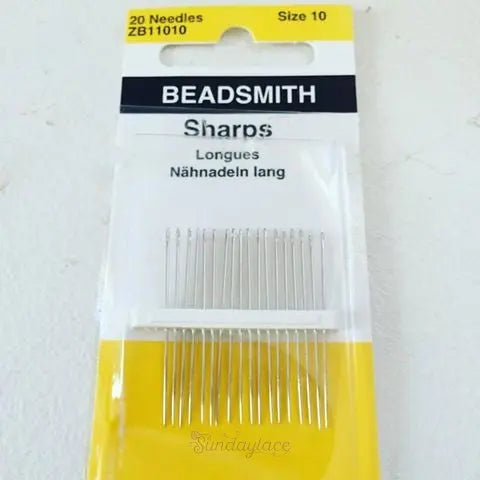 20 Needles Size 10
ZB11010
BEADSMITH
Sharps
Longues
Nähnadeln lang
Sundaylace